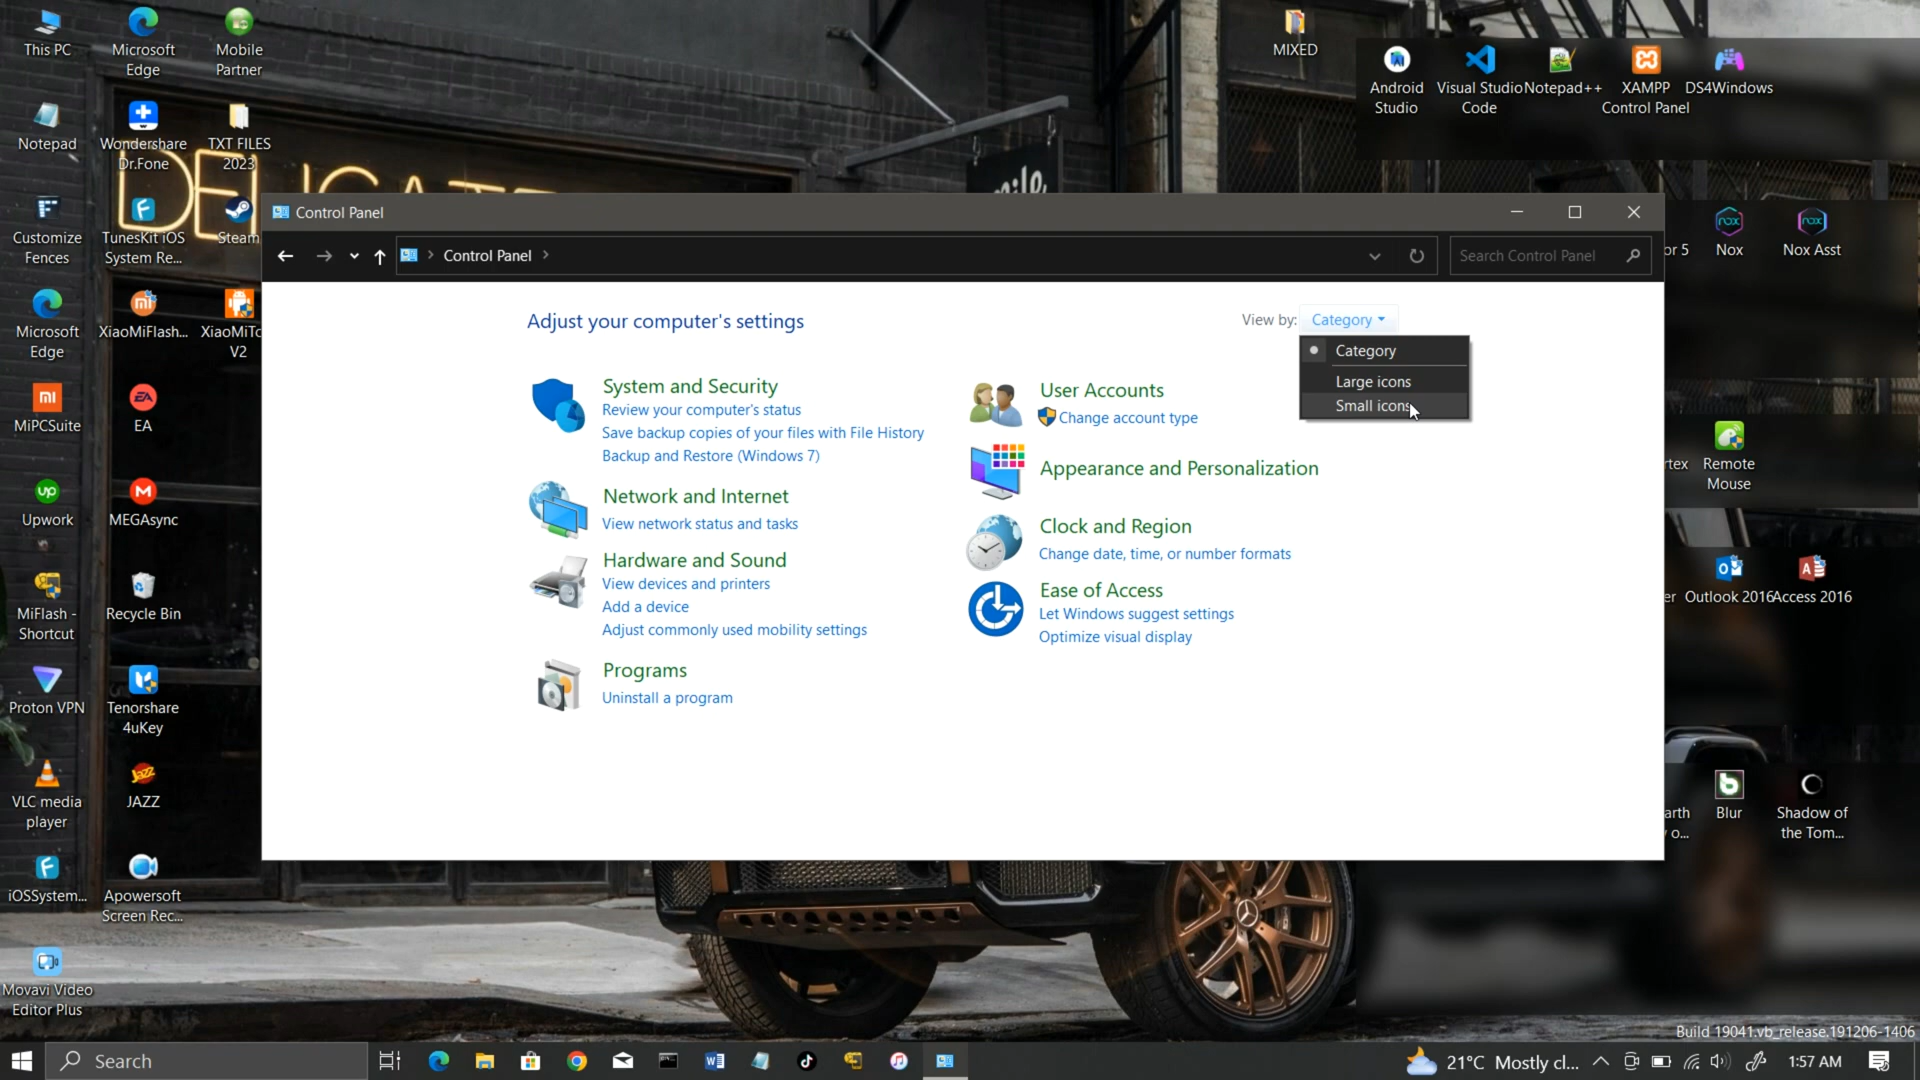 This PC
Microsoft
Edge
Mobile
Partner
Notepad
Wondershare
Dr.Fone
TXT FILES
2023
Customize
Fences
TunesKit iOS
System Re...
Steam
Microsoft
Edge
XiaoMiFlash...
XiaoMiTo
V2
MiPCSuite
EA
Upwork
MEGAsync
MiFlash -
Shortcut
Recycle Bin
Proton VPN
Tenorshare
4uKey
VLC media
player
JAZZ
iOSSystem...
Apowersoft
Screen Rec...
Movavi Video
Editor Plus
MIXED
Android
Studio
Visual Studio
Code
Notepad++
XAMPP
Control Panel
DS4Windows
or 5
Nox
Nox Asst
rtex
Remote
Mouse
er
Outlook 2016
Access 2016
arth
o...
Blur
Shadow of
the Tom...
Control Panel
Control Panel
Search Control Panel
Adjust your computer's settings
View by:
Category
Category
Large icons
Small icons
System and Security
Review your computer's status
Save backup copies of your files with File History
Backup and Restore (Windows 7)
Network and Internet
View network status and tasks
Hardware and Sound
View devices and printers
Add a device
Adjust commonly used mobility settings
Programs
Uninstall a program
User Accounts
Change account type
Appearance and Personalization
Clock and Region
Change date, time, or number formats
Ease of Access
Let Windows suggest settings
Optimize visual display
Build 19041.vb_release.191206-1406
Search
21°C Mostly cl...
1:57 AM